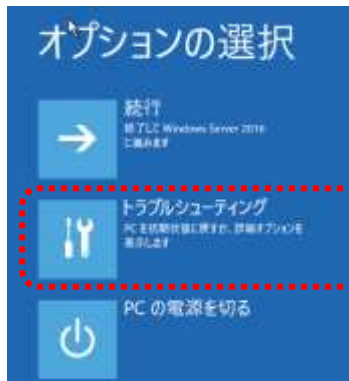 オプションの選択
続行
終了して Windows Server 2016
に進みます
トラブルシューティング
PC を初期状態に戻すか、詳細オプションを
表示します
PC の電源を切る